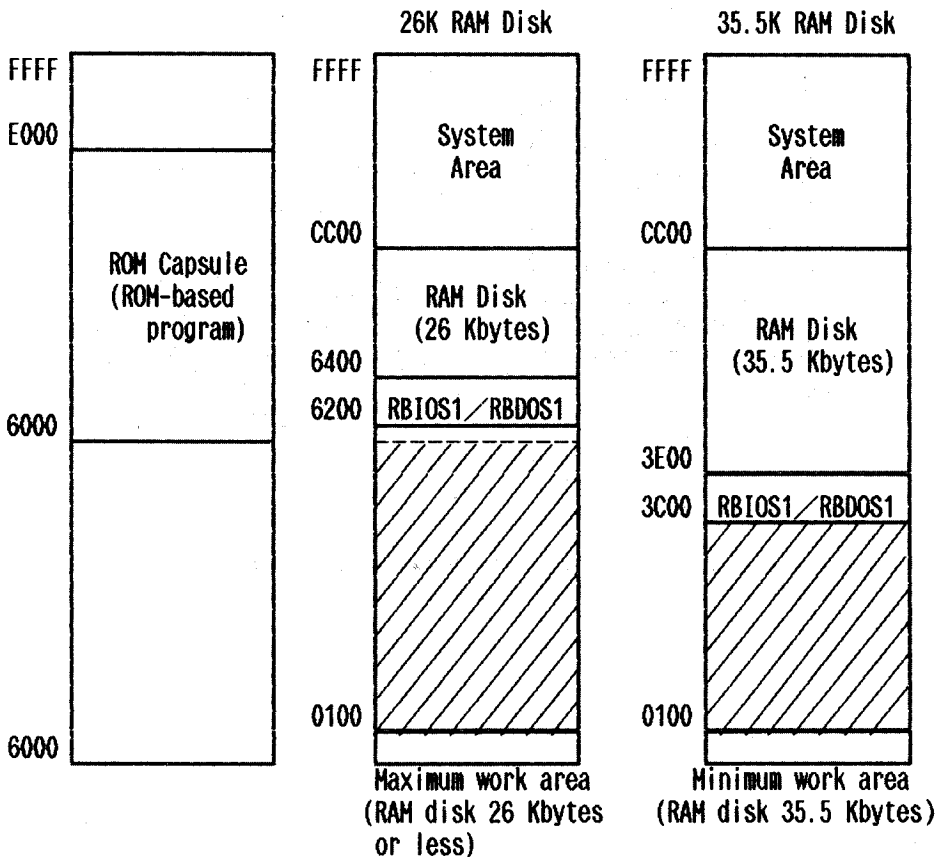 26K RAM Disk
35.5K RAM Disk
FFFF
E000
ROM Capsule
(ROM-based
program)
6000
6000
FFFF
System
Area
CC00
RAM Disk
(26 Kbytes)
6400
6200
RBIOS1／RBDOS1
0100
Maximum work area
(RAM disk 26 Kbytes
or less)
FFFF
System
Area
CC00
RAM Disk
(35.5 Kbytes)
3E00
3C00
RBIOS1／RBDOS1
0100
Minimum work area
(RAM disk 35.5 Kbytes)